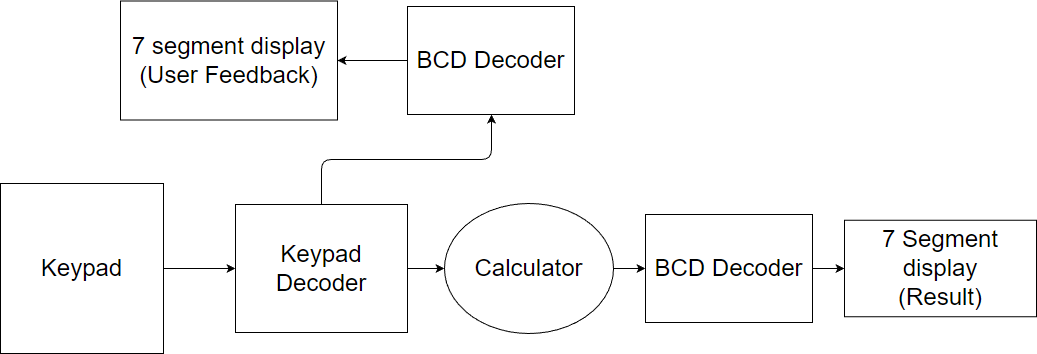 7 segment display
(User Feedback)
BCD Decoder
Keypad
Keypad
Decoder
Calculator
BCD Decoder
7 Segment
display
(Result)